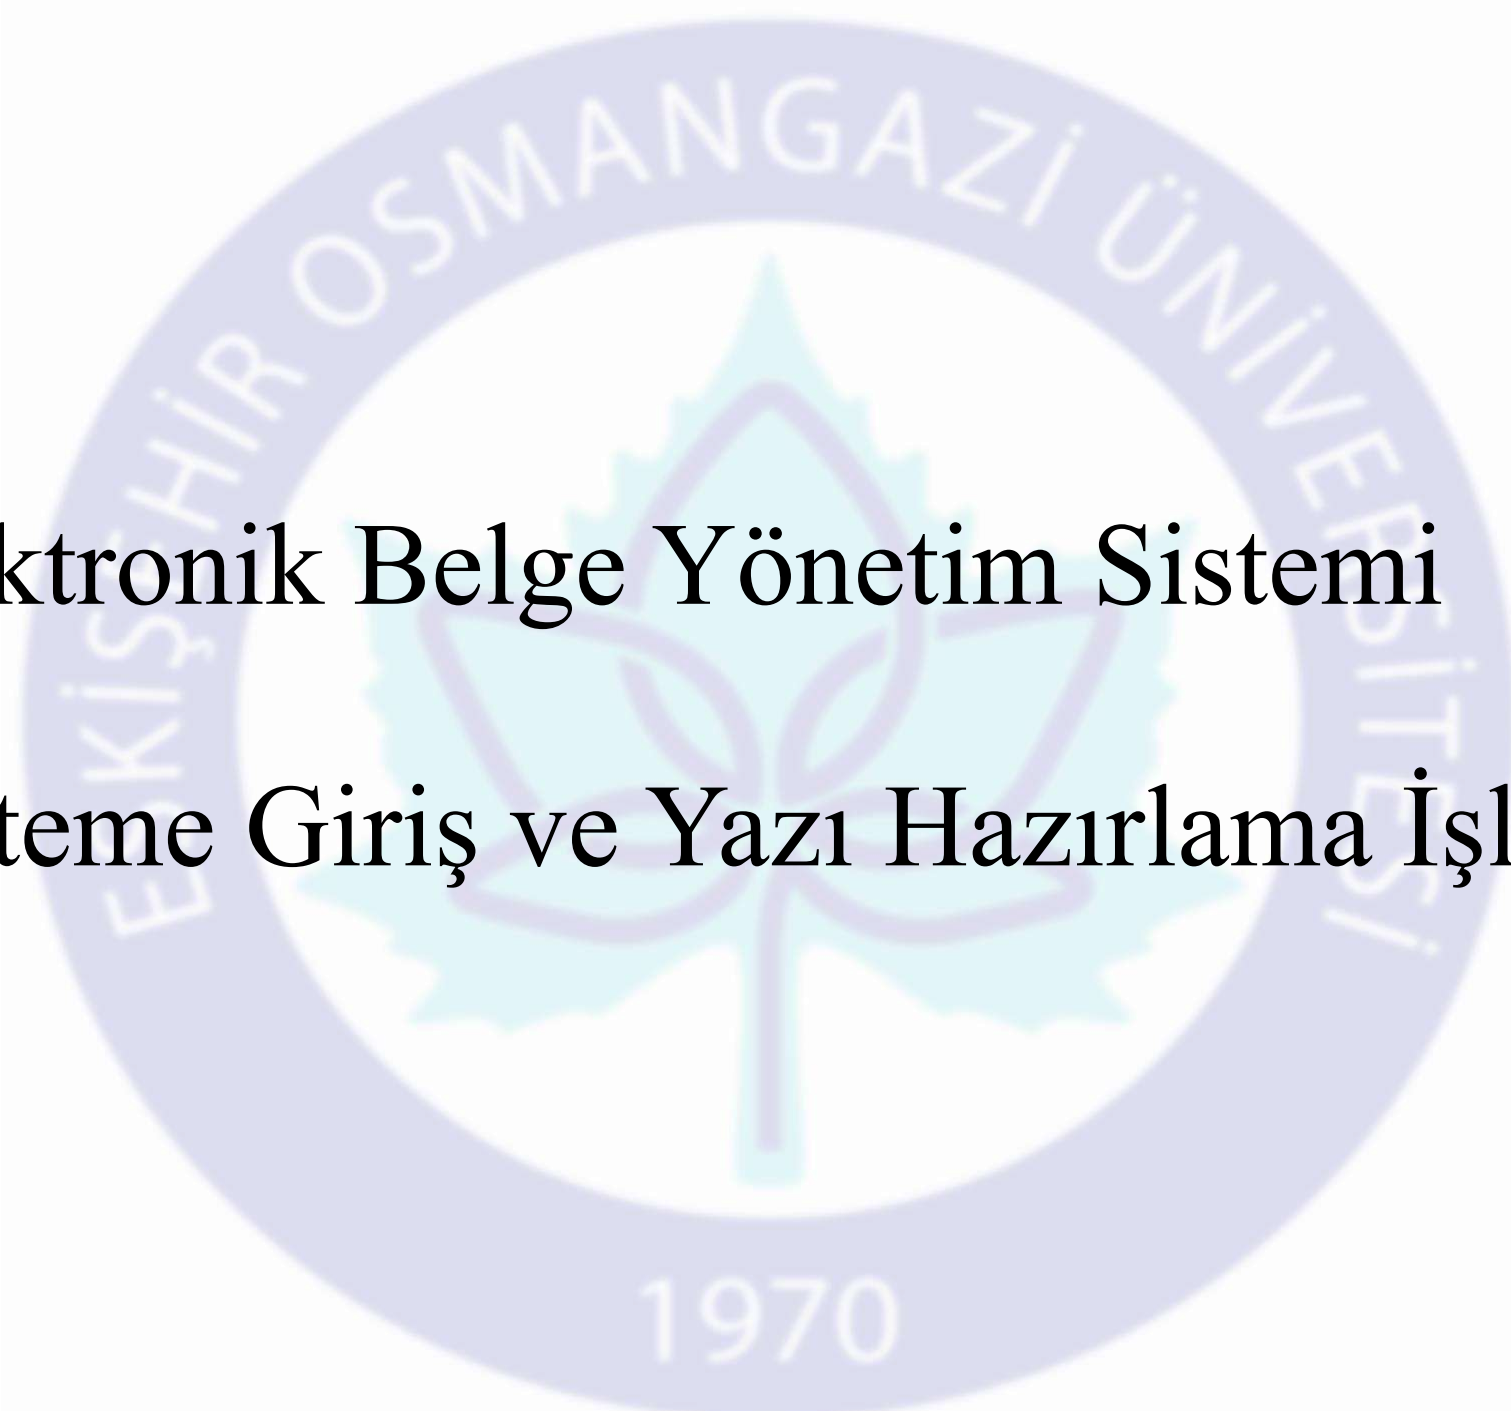 ESKİŞEHİR OSMANGAZİ ÜNİVERSİTESİ
ktronik Belge Yönetim Sistemi
teme Giriş ve Yazı Hazırlama İşl
1970